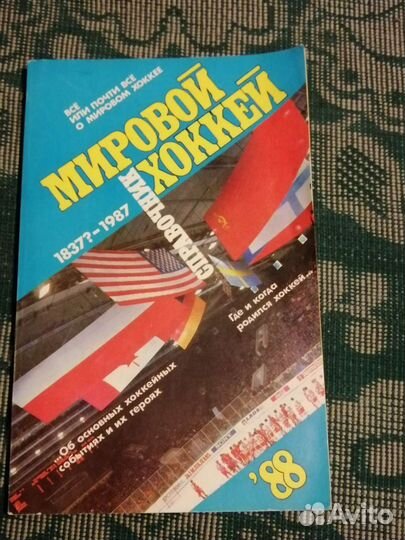 ВСЕ
ИЛИ ПОЧТИ ВСЕ
О МИРОВОМ ХОККЕЕ
МИРОВОЙ
ХОККЕЙ
СПРАВОЧНИК
1837?-1987
Где и когда
родился хоккей...
...Об основных хоккейных
событиях и их героях
'88
Avito